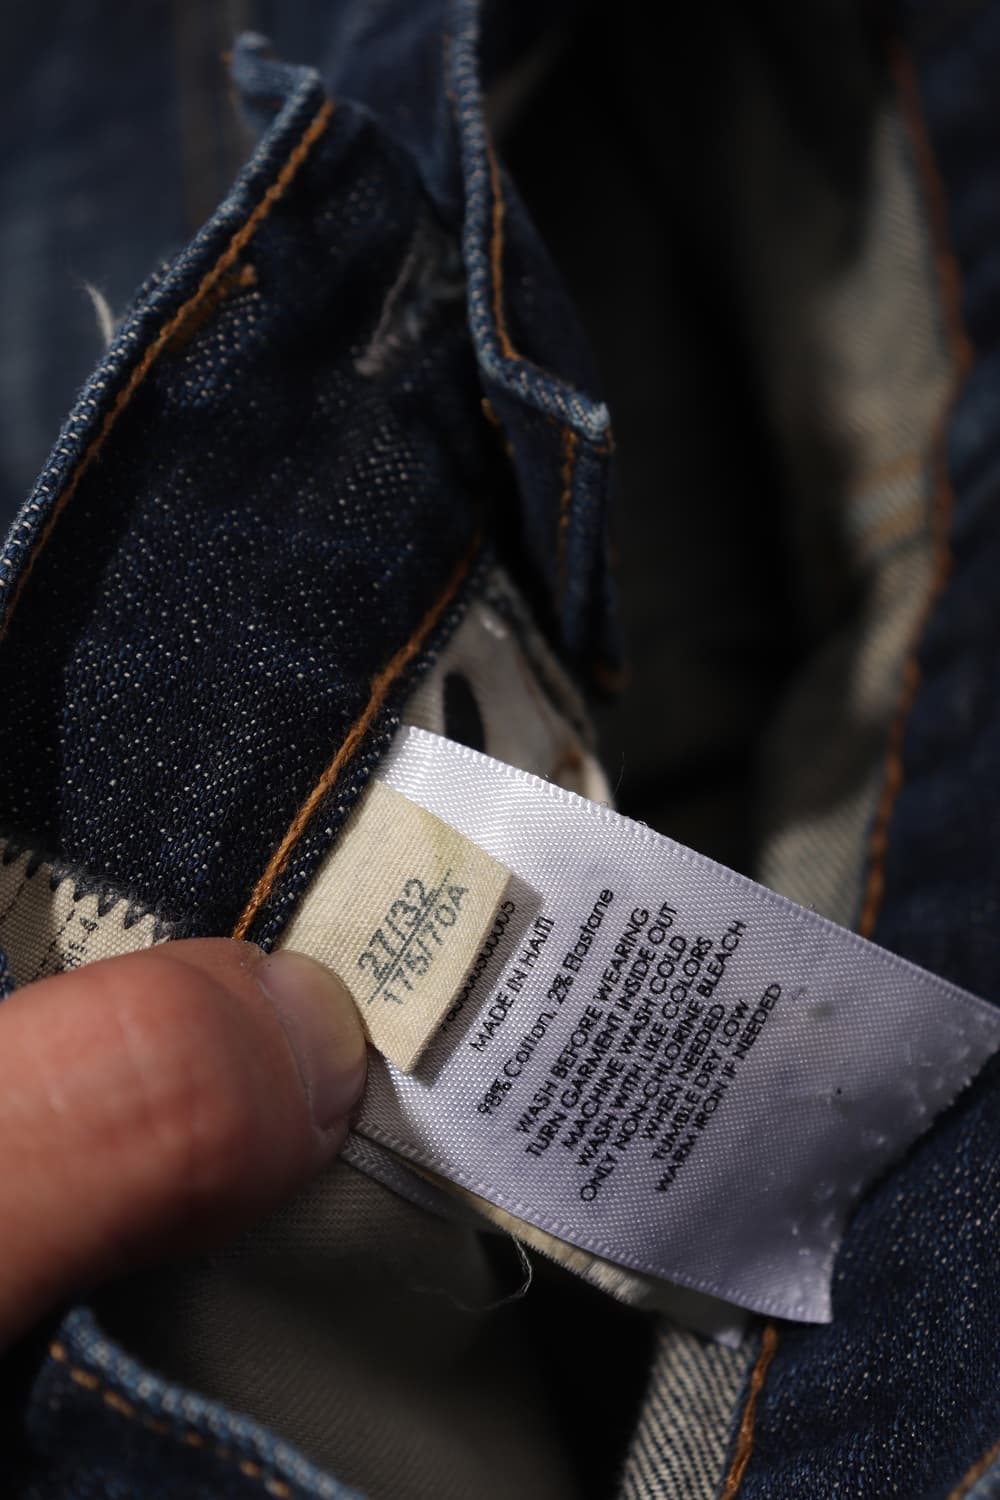 27/32
175/70A
MADE IN HAITI
98% Cotton, 2% Elastane
WASH BEFORE WEARING
TURN GARMENT INSIDE OUT
MACHINE WASH COLD
WASH WITH LIKE COLORS
ONLY NON-CHLORINE BLEACH
WHEN NEEDED
TUMBLE DRY LOW
WARM IRON IF NEEDED